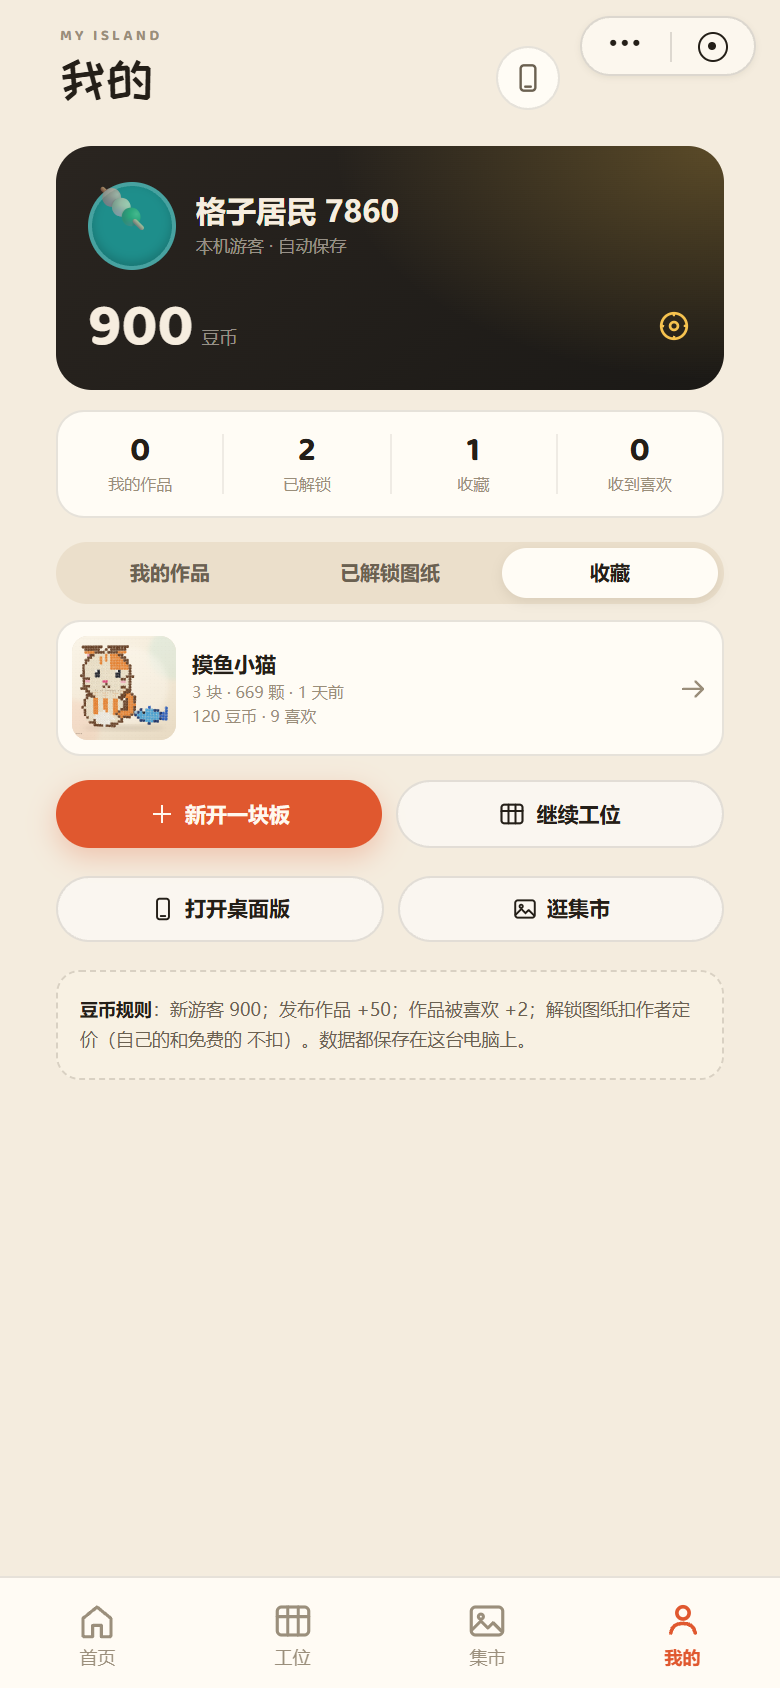 MY ISLAND
我的
格子居民 7860
本机游客 · 自动保存
900 豆币
0 2 1 0
我的作品 已解锁 收藏 收到喜欢
我的作品 已解锁图纸 收藏
摸鱼小猫
3 块 · 669 颗 · 1 天前
120 豆币 · 9 喜欢
新开一块板 继续工位
打开桌面版 逛集市
豆币规则：新游客 900；发布作品 +50；作品被喜欢 +2；解锁图纸扣作者定
价（自己的和免费的 不扣）。数据都保存在这台电脑上。
首页 工位 集市 我的